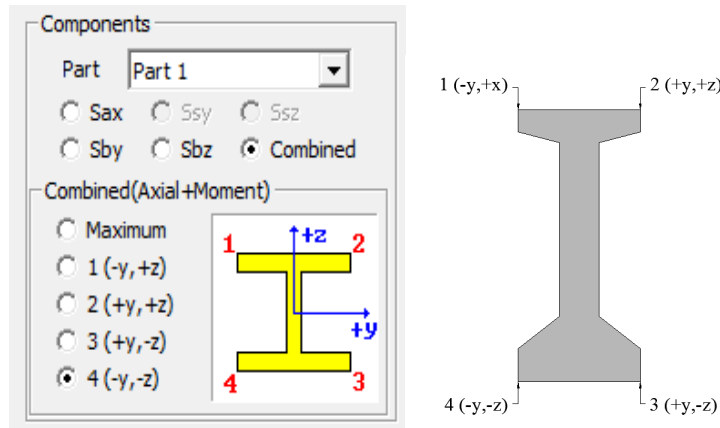 Components
Part Part 1
Sax Ssy Ssz
Sby Sbz Combined
Combined(Axial+Moment)
Maximum
1 (-y,+z)
2 (+y,+z)
3 (+y,-z)
4 (-y,-z)
+z
1 2
+y
4 3
1 (-y,+x) 2 (+y,+z)
4 (-y,-z) 3 (+y,-z)